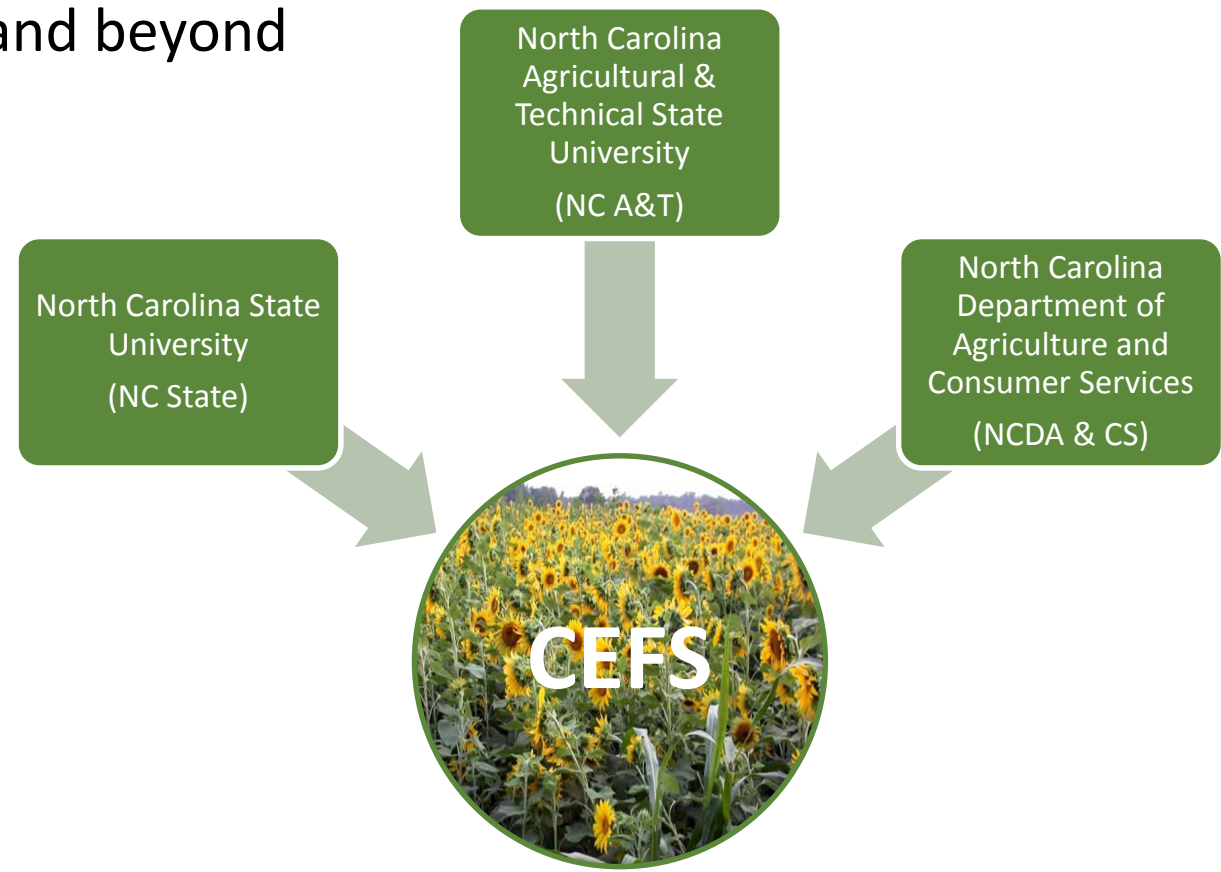 and beyond
North Carolina
Agricultural &
Technical State
University
(NC A&T)
North Carolina State
University
(NC State)
North Carolina
Department of
Agriculture and
Consumer Services
(NCDA & CS)
CEFS